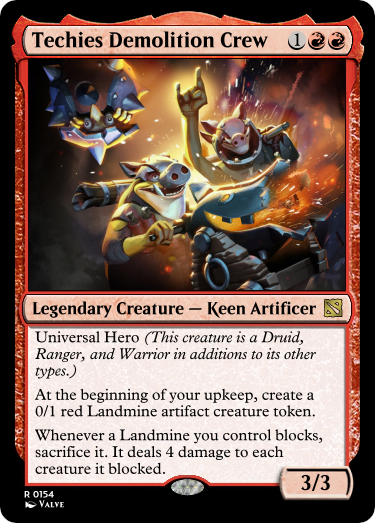 Techies Demolition Crew 1
Legendary Creature — Keen Artificer
Universal Hero (This creature is a Druid,
Ranger, and Warrior in additions to its other
types.)
At the beginning of your upkeep, create a
0/1 red Landmine artifact creature token.
Whenever a Landmine you control blocks,
sacrifice it. It deals 4 damage to each
creature it blocked.
3/3
R 0154
Valve